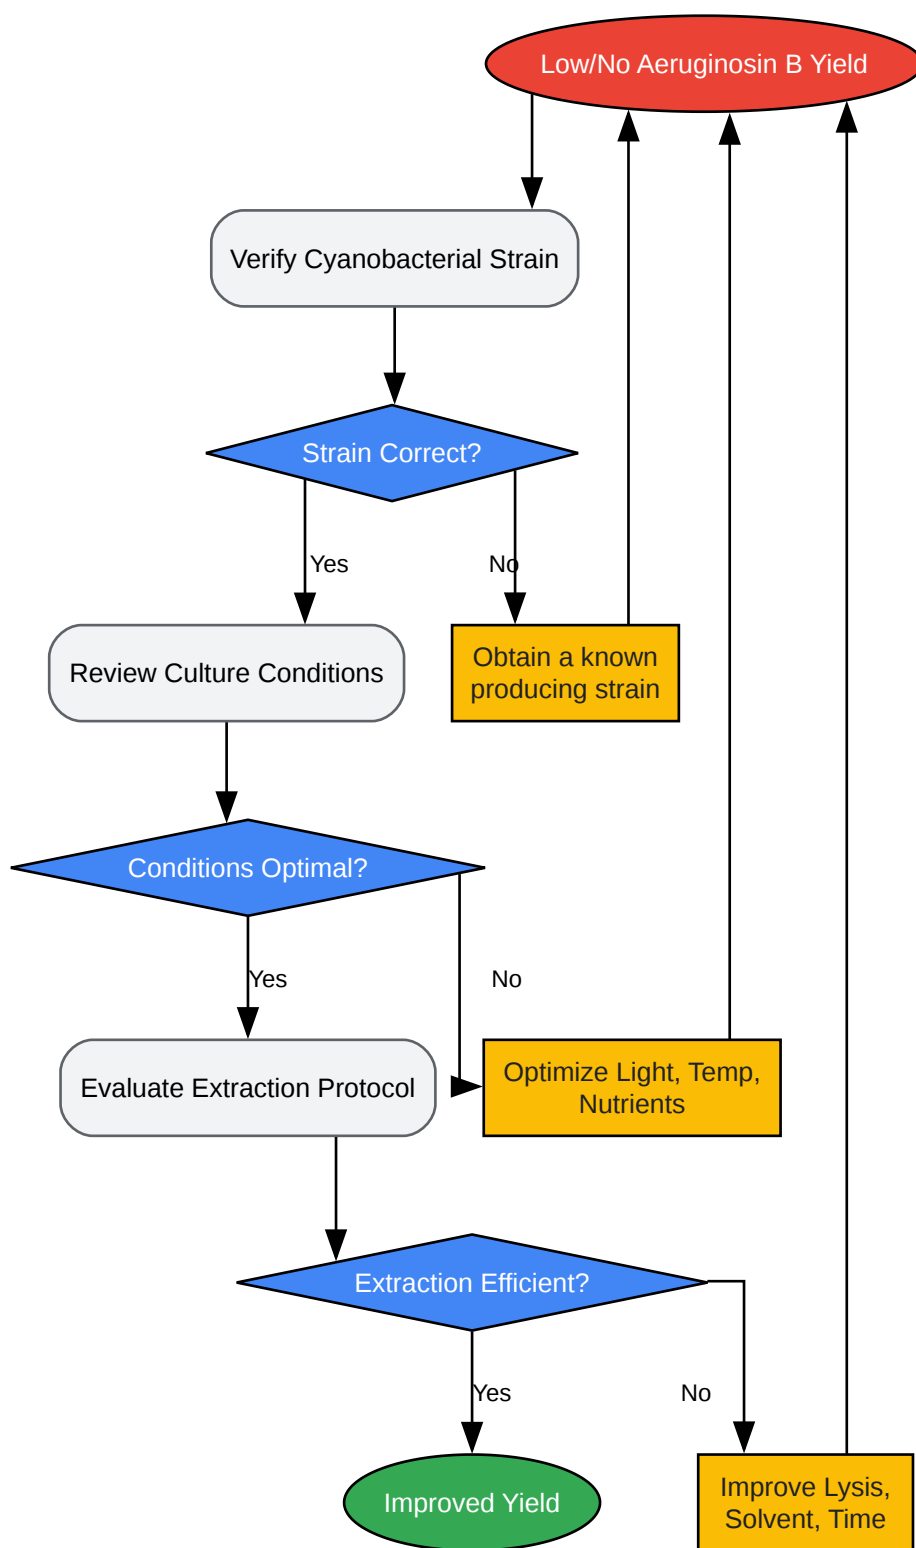 Low/No Aeruginosin B Yield
Verify Cyanobacterial Strain
Strain Correct?
Yes
No
Review Culture Conditions
Obtain a known
producing strain
Conditions Optimal?
Yes
No
Evaluate Extraction Protocol
Optimize Light, Temp,
Nutrients
Extraction Efficient?
Yes
No
Improved Yield
Improve Lysis,
Solvent, Time